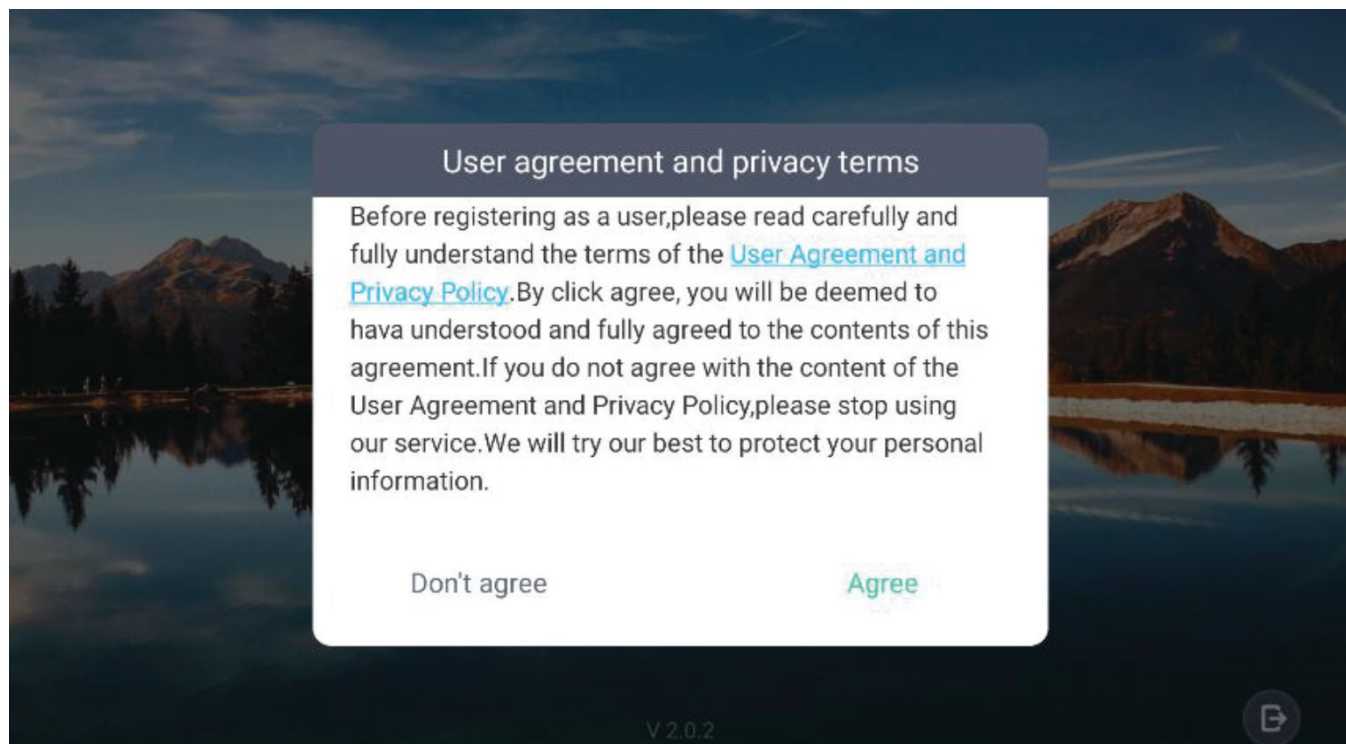 User agreement and privacy terms
Before registering as a user,please read carefully and
fully understand the terms of the User Agreement and
Privacy Policy.By click agree, you will be deemed to
hava understood and fully agreed to the contents of this
agreement.If you do not agree with the content of the
User Agreement and Privacy Policy,please stop using
our service.We will try our best to protect your personal
information.
Don't agree
Agree
V 2.0.2